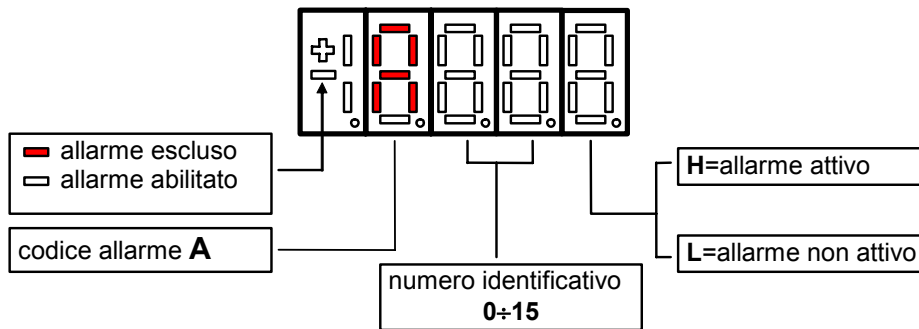 allarme escluso
allarme abilitato
codice allarme A
numero identificativo
0÷15
H=allarme attivo
L=allarme non attivo